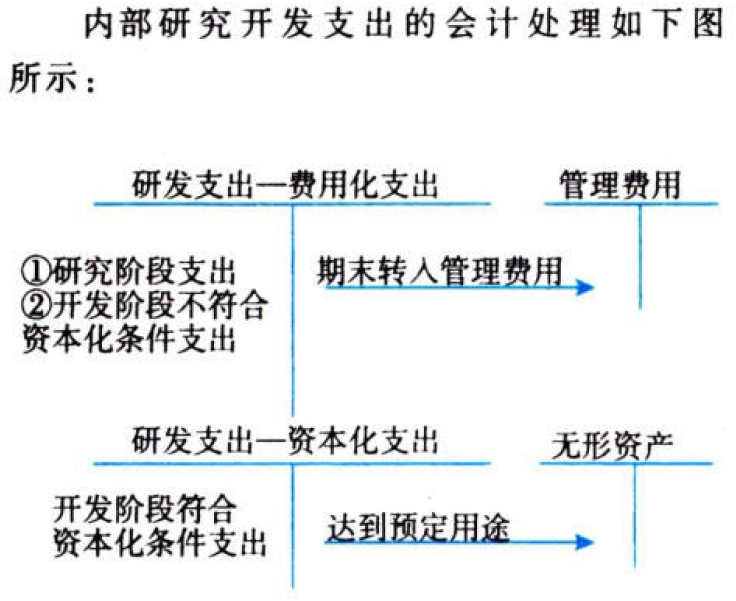 内部研究开发支出的会计处理如下图
所示：
研发支出—费用化支出
管理费用
①研究阶段支出
②开发阶段不符合
资本化条件支出
期末转入管理费用
研发支出—资本化支出
无形资产
开发阶段符合
资本化条件支出
达到预定用途